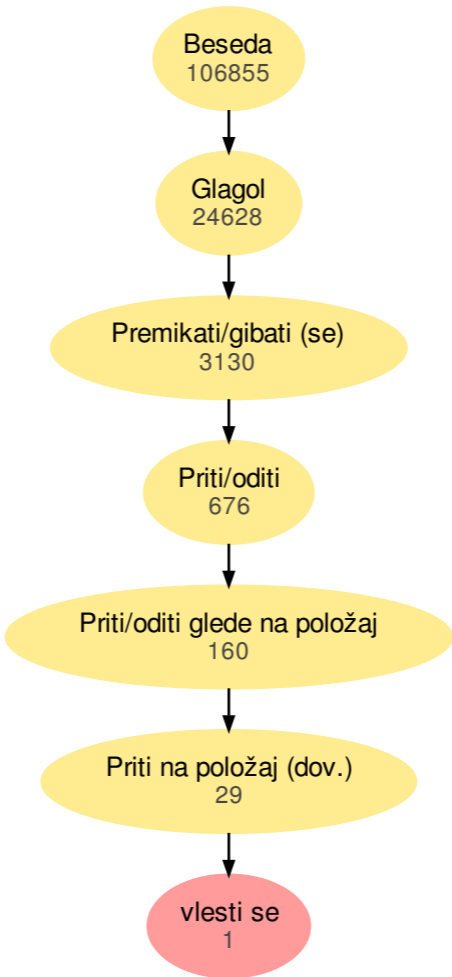 Beseda
106855
Glagol
24628
Premikati/gibati (se)
3130
Priti/oditi
676
Priti/oditi glede na položaj
160
Priti na položaj (dov.)
29
vlesti se
1